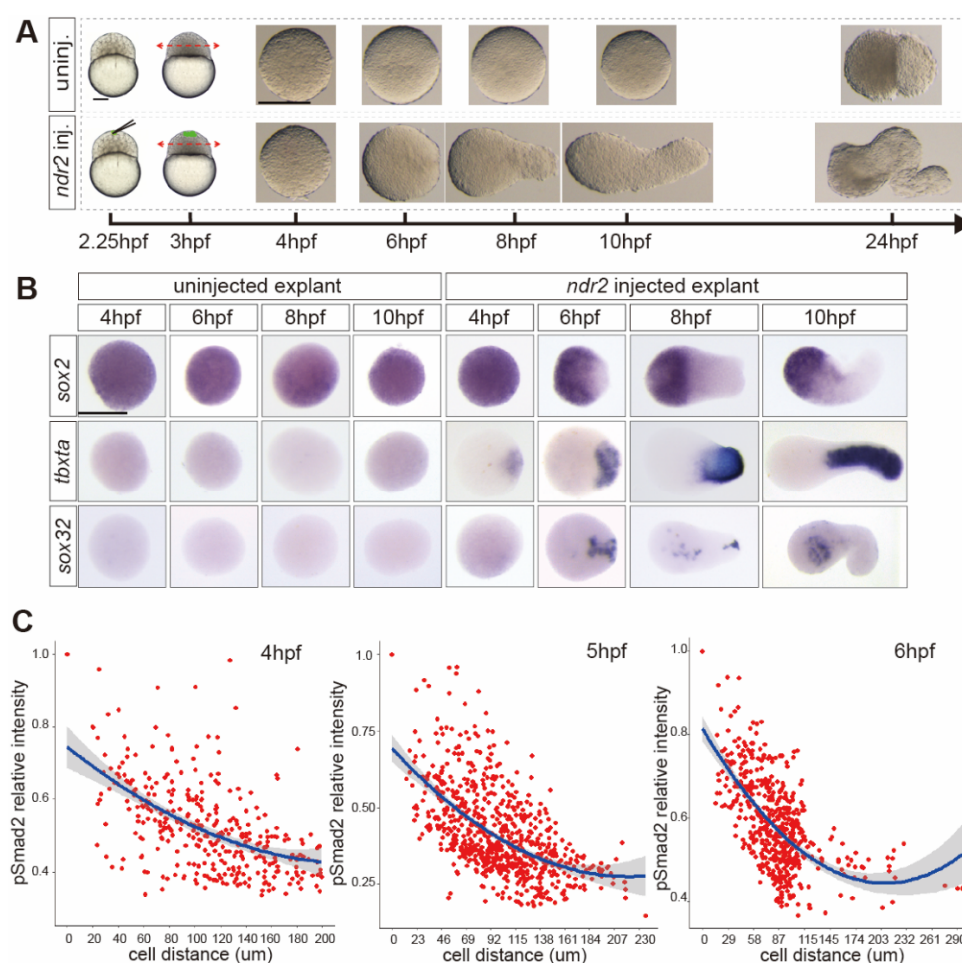 A
uninj.
ndr2 inj.
2.25hpf 3hpf 4hpf 6hpf 8hpf 10hpf 24hpf
B
uninjected explant ndr2 injected explant
4hpf 6hpf 8hpf 10hpf 4hpf 6hpf 8hpf 10hpf
sox2
tbxta
sox32
C
4hpf 5hpf 6hpf
pSmad2 relative intensity
1.0
0.8
0.6
0.4
0 20 40 60 80 100 120 140 160 180 200
cell distance (um)
pSmad2 relative intensity
1.0
0.75
0.50
0.25
0 23 46 69 92 115 138 161 184 207 230
cell distance (um)
pSmad2 relative intensity
1.0
0.8
0.6
0.4
0 29 58 87 115 145 174 203 232 261 290
cell distance (um)